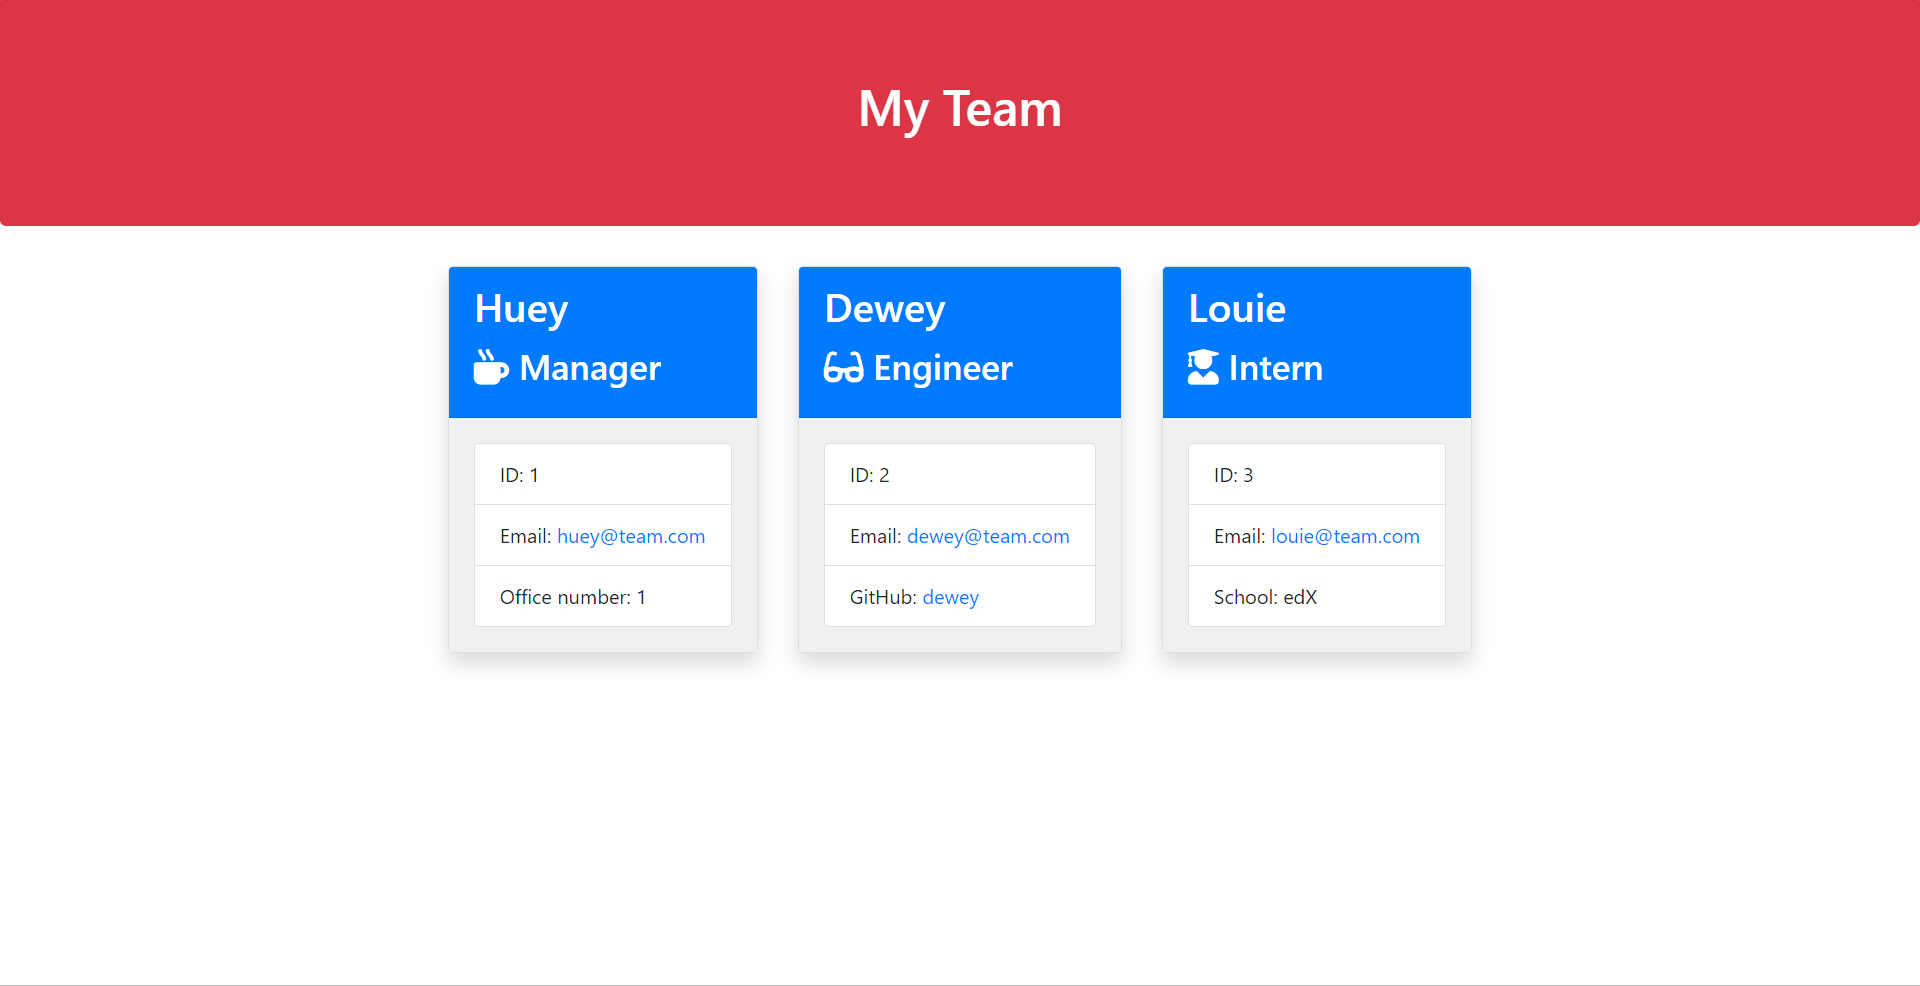 My Team
Huey
Manager
ID: 1
Email: huey@team.com
Office number: 1
Dewey
Engineer
ID: 2
Email: dewey@team.com
GitHub: dewey
Louie
Intern
ID: 3
Email: louie@team.com
School: edX